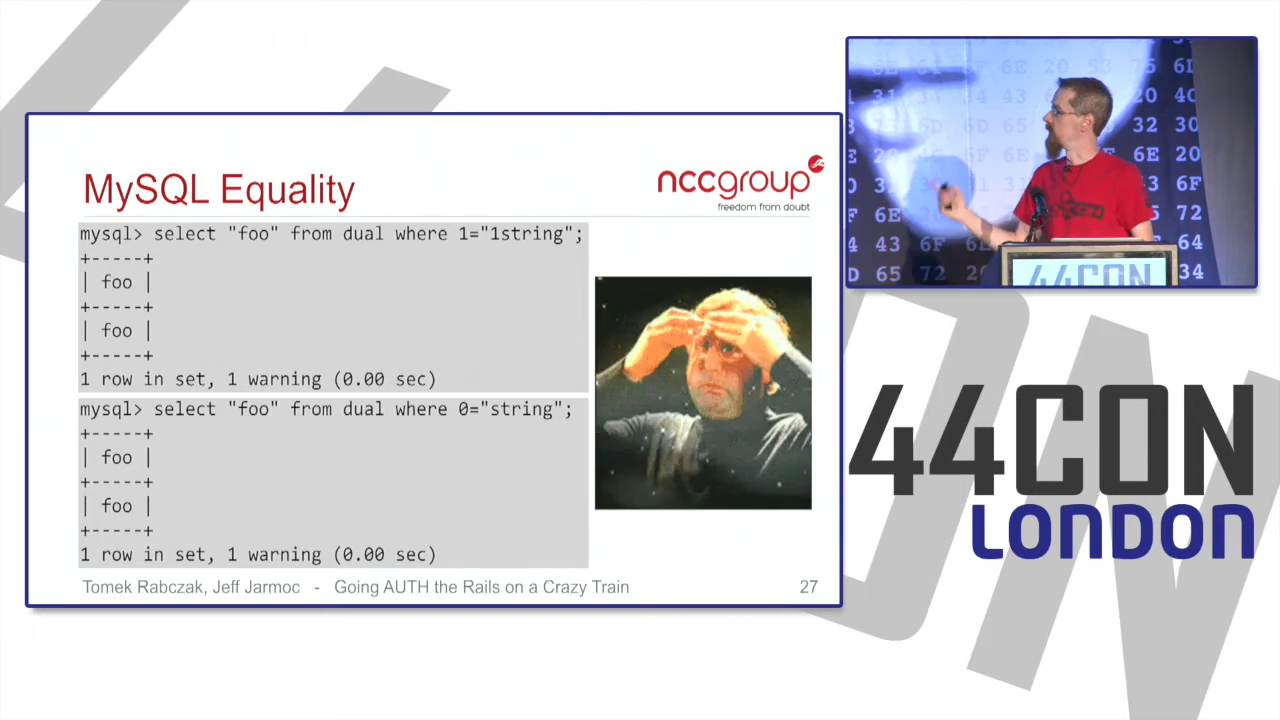 MySQL Equality
nccgroup
freedom from doubt
mysql> select "foo" from dual where 1="1string";
+-----+
| foo |
+-----+
| foo |
+-----+
1 row in set, 1 warning (0.00 sec)
mysql> select "foo" from dual where 0="string";
+-----+
| foo |
+-----+
| foo |
+-----+
1 row in set, 1 warning (0.00 sec)
Tomek Rabczak, Jeff Jarmoc - Going AUTH the Rails on a Crazy Train
27
44CON
44CON
LONDON